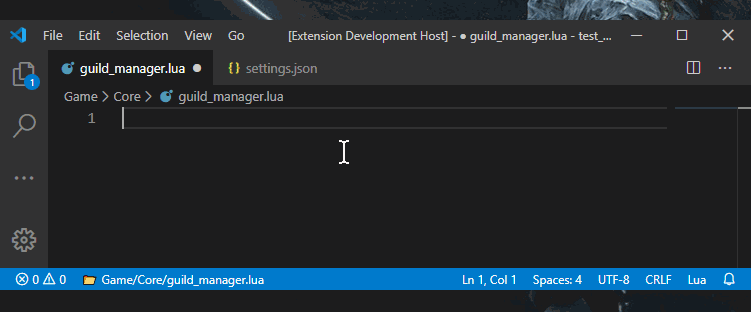 File Edit Selection View Go [Extension Development Host] - ● guild_manager.lua - test_...
guild_manager.lua ● {} settings.json ...
1
Game > Core > guild_manager.lua
1
0 0 Game/Core/guild_manager.lua Ln 1, Col 1 Spaces: 4 UTF-8 CRLF Lua